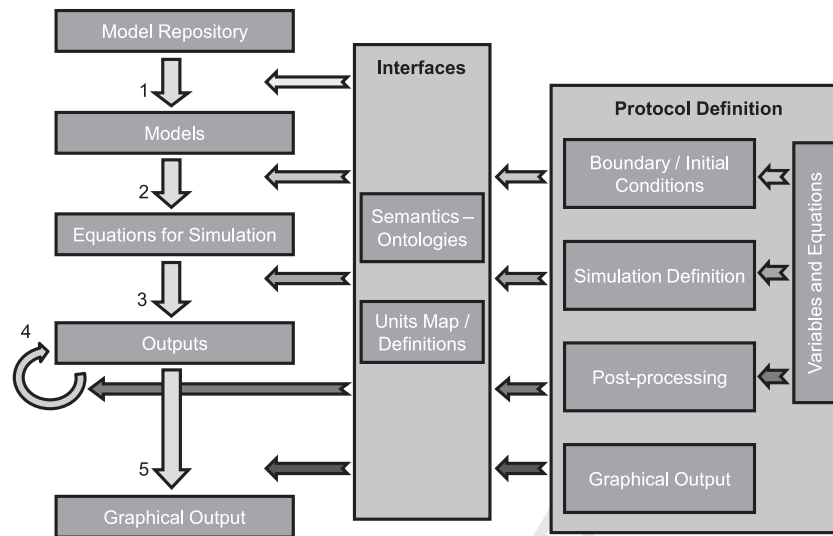 Model Repository
1
Models
2
Equations for Simulation
3
4
Outputs
5
Graphical Output
Interfaces
Semantics –
Ontologies
Units Map /
Definitions
Protocol Definition
Boundary / Initial
Conditions
Simulation Definition
Post-processing
Graphical Output
Variables and Equations